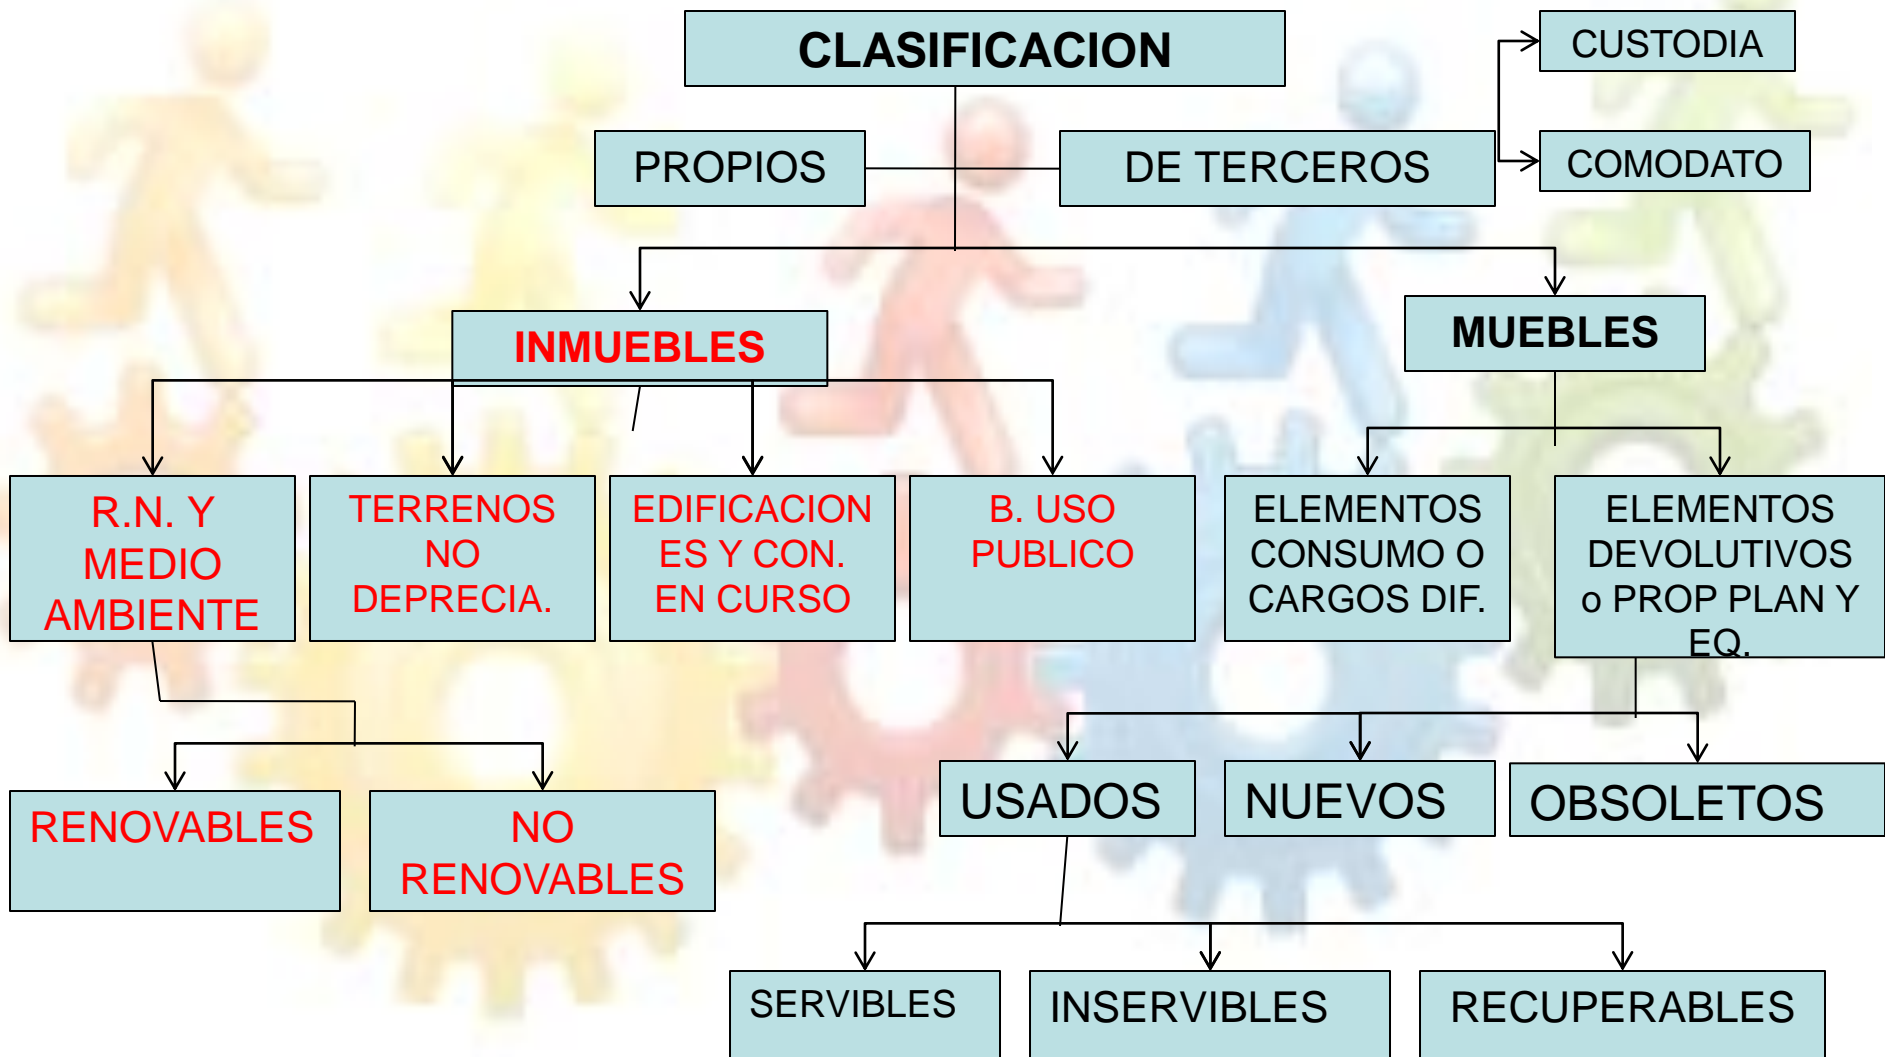 CLASIFICACION
CUSTODIA
PROPIOS
DE TERCEROS
COMODATO
INMUEBLES
MUEBLES
R.N. Y
MEDIO
AMBIENTE
TERRENOS
NO
DEPRECIA.
EDIFICACION
ES Y CON.
EN CURSO
B. USO
PUBLICO
ELEMENTOS
CONSUMO O
CARGOS DIF.
ELEMENTOS
DEVOLUTIVOS
o PROP PLAN Y
EQ.
RENOVABLES
NO
RENOVABLES
USADOS
NUEVOS
OBSOLETOS
SERVIBLES
INSERVIBLES
RECUPERABLES